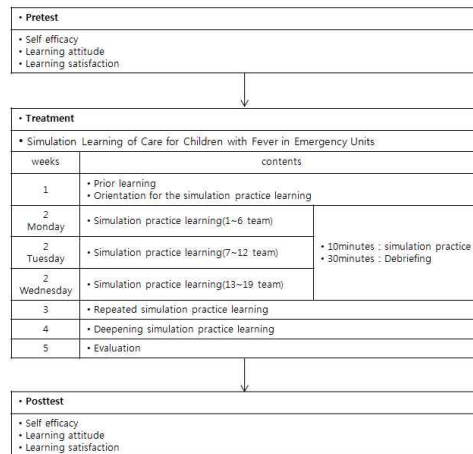 • Pretest
• Self efficacy
• Learning attitude
• Learning satisfaction
• Treatment
• Simulation Learning of Care for Children with Fever in Emergency Units
weeks contents
1
• Prior learning
• Orientation for the simulation practice learning
2
Monday
• Simulation practice learning(1~6 team)
2
Tuesday
• Simulation practice learning(7~12 team)
2
Wednesday
• Simulation practice learning(13~19 team)
• 10minutes : simulation practice
• 30minutes : Debriefing
3 • Repeated simulation practice learning
4 • Deepening simulation practice learning
5 • Evaluation
• Posttest
• Self efficacy
• Learning attitude
• Learning satisfaction